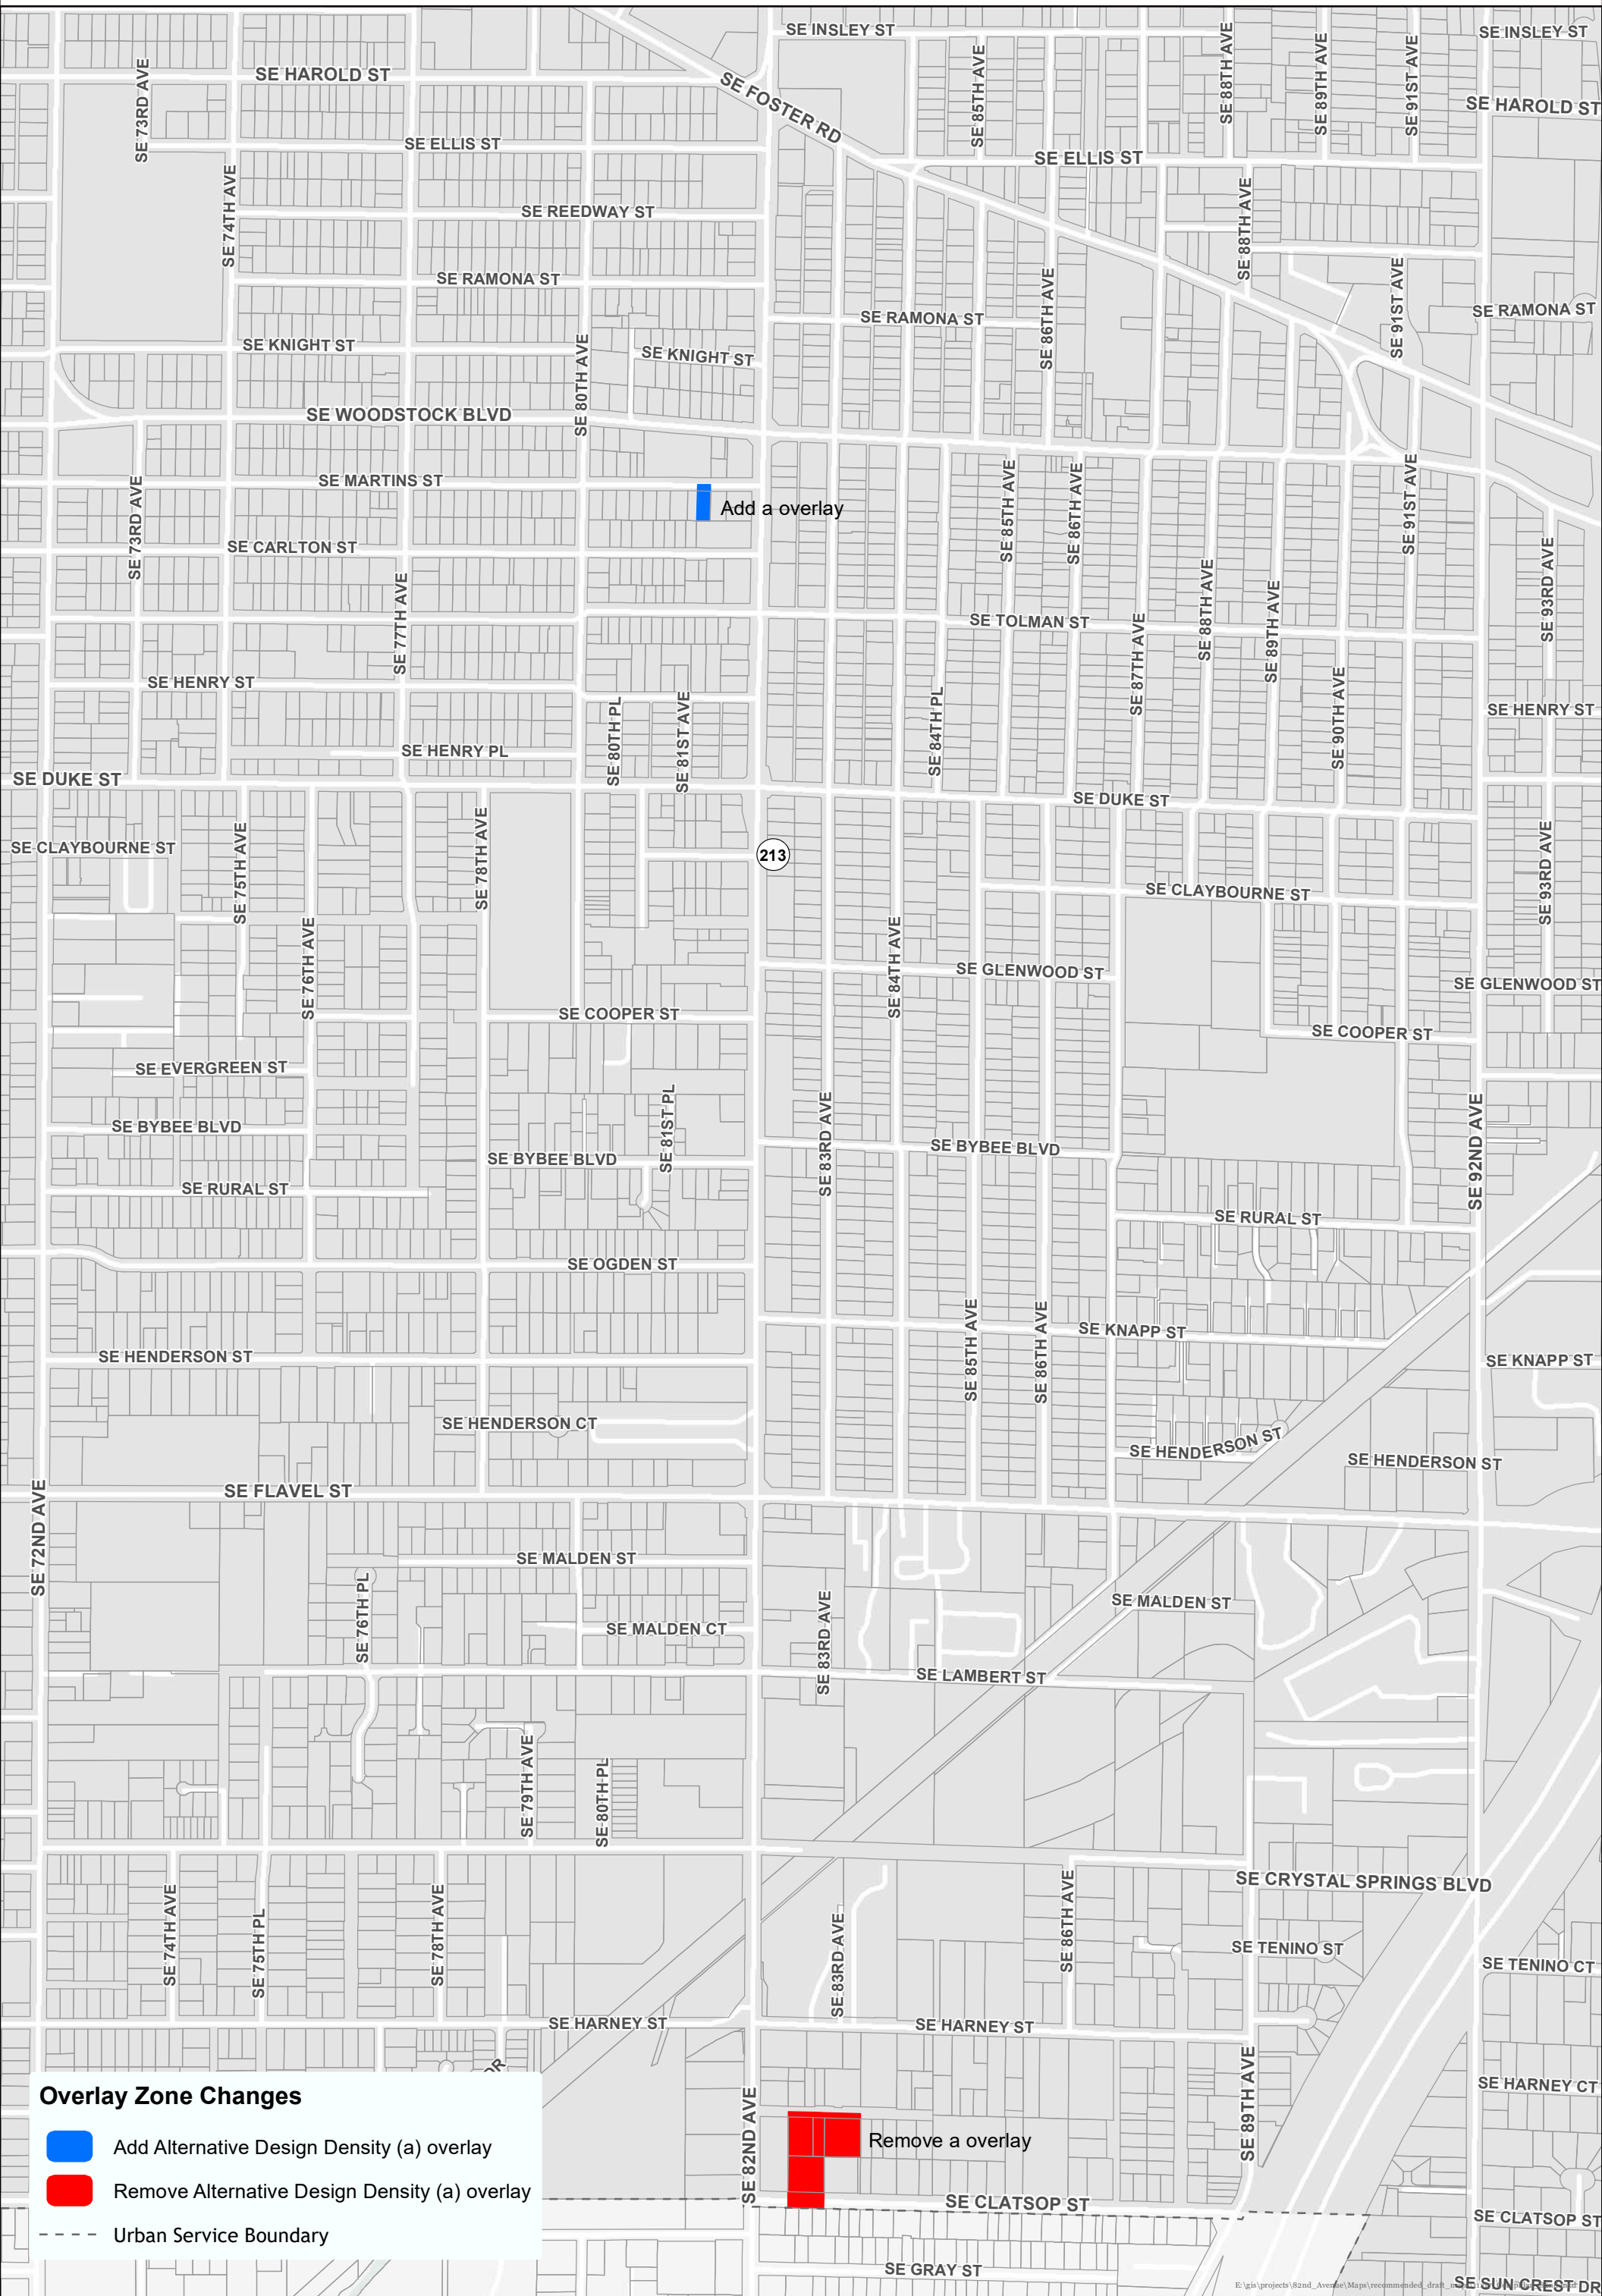 SE INSLEY ST
SE INSLEY ST
SE 73RD AVE
SE HAROLD ST
SE FOSTER RD
SE 85TH AVE
SE 88TH AVE
SE 89TH AVE
SE 91ST AVE
SE HAROLD ST
SE ELLIS ST
SE ELLIS ST
SE 74TH AVE
SE REEDWAY ST
SE 88TH AVE
SE RAMONA ST
SE RAMONA ST
SE 86TH AVE
SE 91ST AVE
SE RAMONA ST
SE KNIGHT ST
SE 80TH AVE
SE KNIGHT ST
SE WOODSTOCK BLVD
SE MARTINS ST
SE 73RD AVE
Add a overlay
SE 85TH AVE
SE 86TH AVE
SE 91ST AVE
SE CARLTON ST
SE 77TH AVE
SE 88TH AVE
SE 89TH AVE
SE 93RD AVE
SE TOLMAN ST
SE 87TH AVE
SE HENRY ST
SE 80TH PL
SE 81ST AVE
SE 84TH PL
SE 90TH AVE
SE HENRY ST
SE HENRY PL
SE DUKE ST
SE DUKE ST
SE CLAYBOURNE ST
SE 75TH AVE
SE 78TH AVE
213
SE 93RD AVE
SE CLAYBOURNE ST
SE 76TH AVE
SE 84TH AVE
SE GLENWOOD ST
SE GLENWOOD ST
SE COOPER ST
SE COOPER ST
SE EVERGREEN ST
SE BYBEE BLVD
SE 81ST PL
SE BYBEE BLVD
SE 83RD AVE
SE BYBEE BLVD
SE 92ND AVE
SE RURAL ST
SE RURAL ST
SE OGDEN ST
SE 85TH AVE
SE 86TH AVE
SE KNAPP ST
SE HENDERSON ST
SE KNAPP ST
SE HENDERSON CT
SE HENDERSON ST
SE HENDERSON ST
SE 72ND AVE
SE FLAVEL ST
SE MALDEN ST
SE 76TH PL
SE MALDEN CT
SE 83RD AVE
SE MALDEN ST
SE LAMBERT ST
SE 79TH AVE
SE 80TH PL
SE CRYSTAL SPRINGS BLVD
SE 74TH AVE
SE 75TH PL
SE 78TH AVE
SE 83RD AVE
SE 86TH AVE
SE TENINO ST
SE TENINO CT
SE HARNEY ST
SE HARNEY ST
DR
SE 82ND AVE
SE 89TH AVE
SE HARNEY CT
Remove a overlay
SE CLATSOP ST
SE CLATSOP ST
SE GRAY ST
SE SUN CREST DR
Overlay Zone Changes
Add Alternative Design Density (a) overlay
Remove Alternative Design Density (a) overlay
Urban Service Boundary